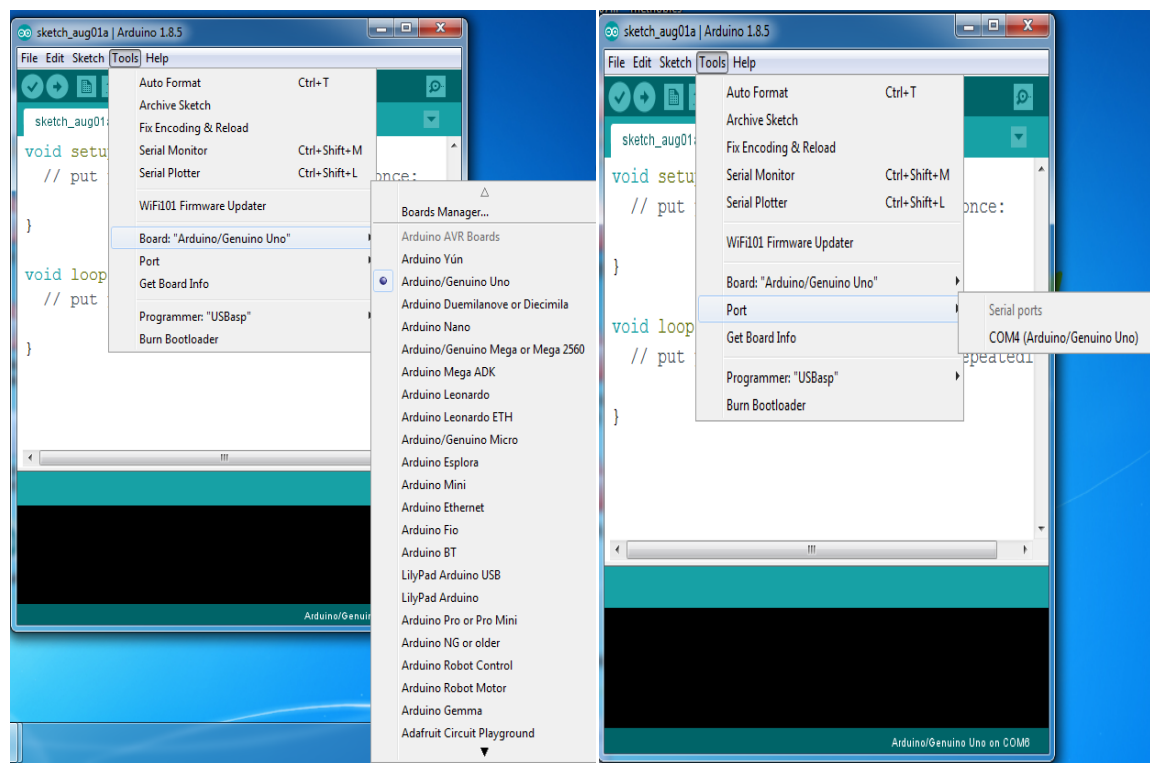 sketch_aug01a | Arduino 1.8.5
File Edit Sketch Tools Help
Auto Format Ctrl+T
Archive Sketch
sketch_aug01
Fix Encoding & Reload
void setu
Serial Monitor Ctrl+Shift+M
// put
Serial Plotter Ctrl+Shift+L
once:
WiFi101 Firmware Updater
}
Board: "Arduino/Genuino Uno"
Port
void loop
Get Board Info
// put
Programmer: "USBasp"
Burn Bootloader
}
Boards Manager...
Arduino AVR Boards
Arduino Yún
Arduino/Genuino Uno
Arduino Duemilanove or Diecimila
Arduino Nano
Arduino/Genuino Mega or Mega 2560
Arduino Mega ADK
Arduino Leonardo
Arduino Leonardo ETH
Arduino/Genuino Micro
Arduino Esplora
Arduino Mini
Arduino Ethernet
Arduino Fio
Arduino BT
LilyPad Arduino USB
LilyPad Arduino
Arduino Pro or Pro Mini
Arduino NG or older
Arduino Robot Control
Arduino Robot Motor
Arduino Gemma
Adafruit Circuit Playground
Arduino/Genuin
sketch_aug01a | Arduino 1.8.5
File Edit Sketch Tools Help
Auto Format Ctrl+T
Archive Sketch
sketch_aug01
Fix Encoding & Reload
void setu
Serial Monitor Ctrl+Shift+M
// put
Serial Plotter Ctrl+Shift+L
once:
WiFi101 Firmware Updater
}
Board: "Arduino/Genuino Uno"
Port
Serial ports
void loop
Get Board Info
COM4 (Arduino/Genuino Uno)
// put
epeatedl
Programmer: "USBasp"
Burn Bootloader
}
Arduino/Genuino Uno on COM6